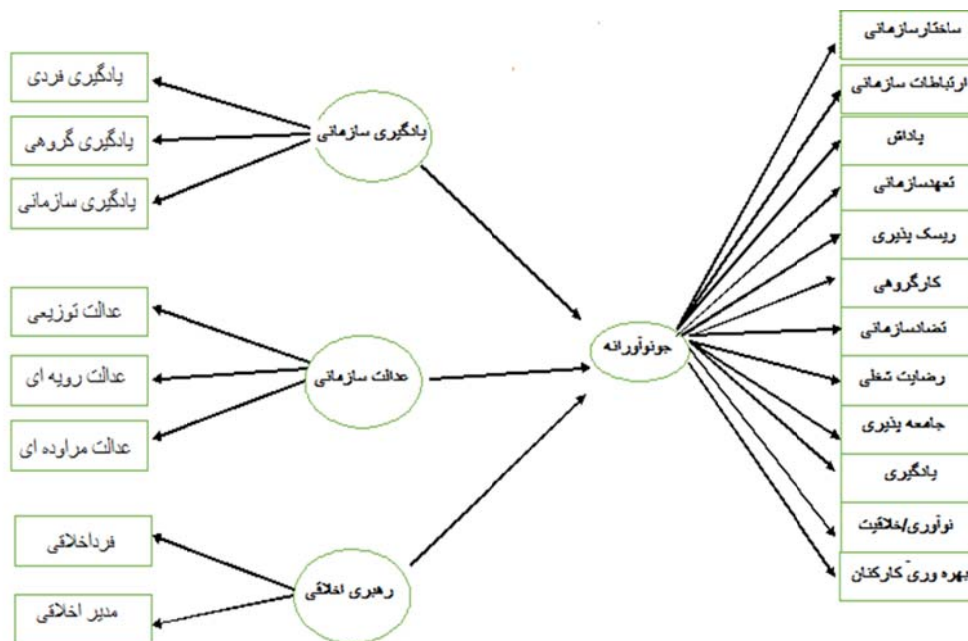 ساختارسازمانی
ارتباطات سازمانی
پاداش
تعهدسازمانی
ریسک پذیری
کارگروهی
تضادسازمانی
رضایت شغلی
جامعه پذیری
یادگیری
نوآوری/خلاقیت
بهره وری کارکنان
جونوآورانه
یادگیری سازمانی
عدالت سازمانی
رهبری اخلاقی
یادگیری فردی
یادگیری گروهی
یادگیری سازمانی
عدالت توزیعی
عدالت رویه ای
عدالت مراوده ای
فرداخلاقی
مدیر اخلاقی